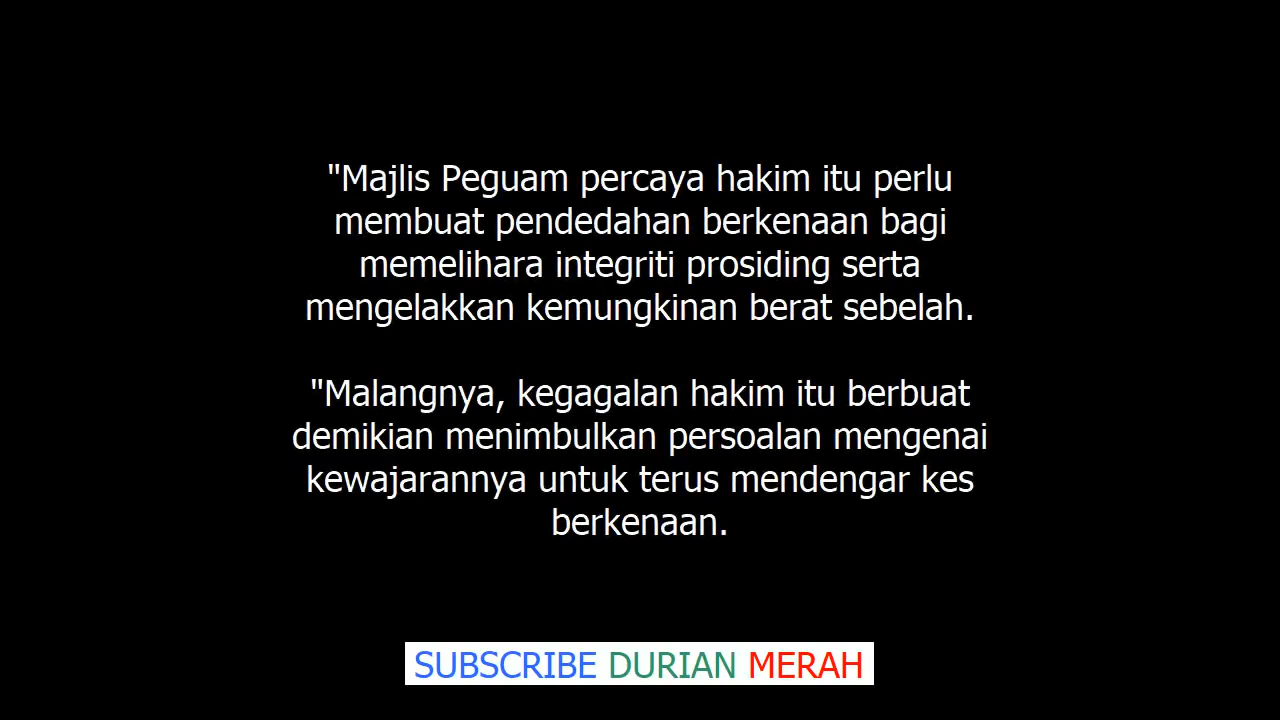 "Majlis Peguam percaya hakim itu perlu
membuat pendedahan berkenaan bagi
memelihara integriti prosiding serta
mengelakkan kemungkinan berat sebelah.
"Malangnya, kegagalan hakim itu berbuat
demikian menimbulkan persoalan mengenai
kewajarannya untuk terus mendengar kes
berkenaan.
SUBSCRIBE DURIAN MERAH